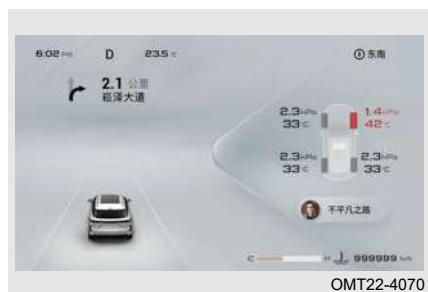 6:02 PM D 23.5 ℃ 东南
2.1 公里
崧泽大道
2.3 kPa 1.4 kPa
33 ℃ 42 ℃
2.3 kPa 2.3 kPa
33 ℃ 33 ℃
不平凡之路
C H 999999 km
OMT22-4070